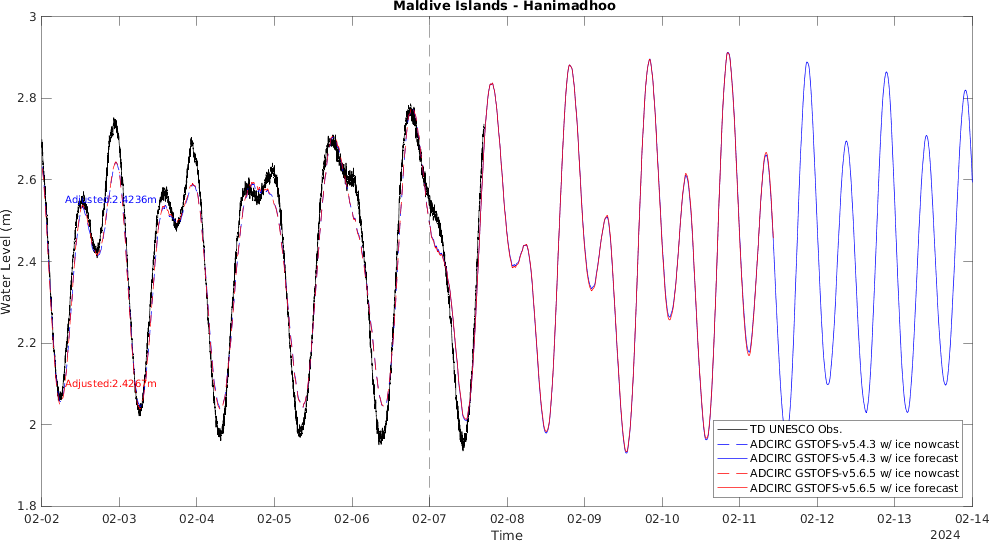 Maldive Islands - Hanimadhoo
3
2.8
2.6
2.4
2.2
2
1.8
Water Level (m)
Adjusted:2.4236m
Adjusted:2.4267m
TD UNESCO Obs.
ADCIRC GSTOFS-v5.4.3 w/ ice nowcast
ADCIRC GSTOFS-v5.4.3 w/ ice forecast
ADCIRC GSTOFS-v5.6.5 w/ ice nowcast
ADCIRC GSTOFS-v5.6.5 w/ ice forecast
02-02 02-03 02-04 02-05 02-06 02-07 02-08 02-09 02-10 02-11 02-12 02-13 02-14
Time
2024